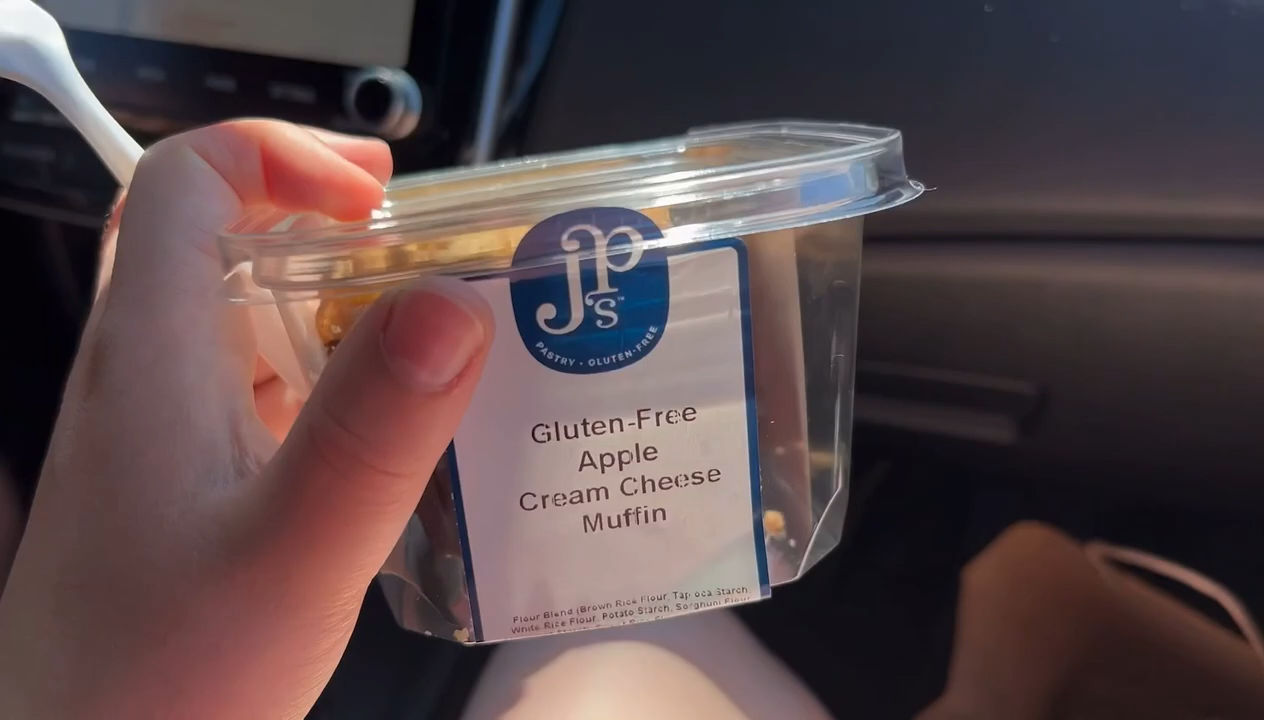 JP's™
PASTRY · GLUTEN-FREE
Gluten-Free
Apple
Cream Cheese
Muffin
Flour Blend (Brown Rice Flour, Tapioca Starch,
White Rice Flour, Potato Starch, Sorghum Flour